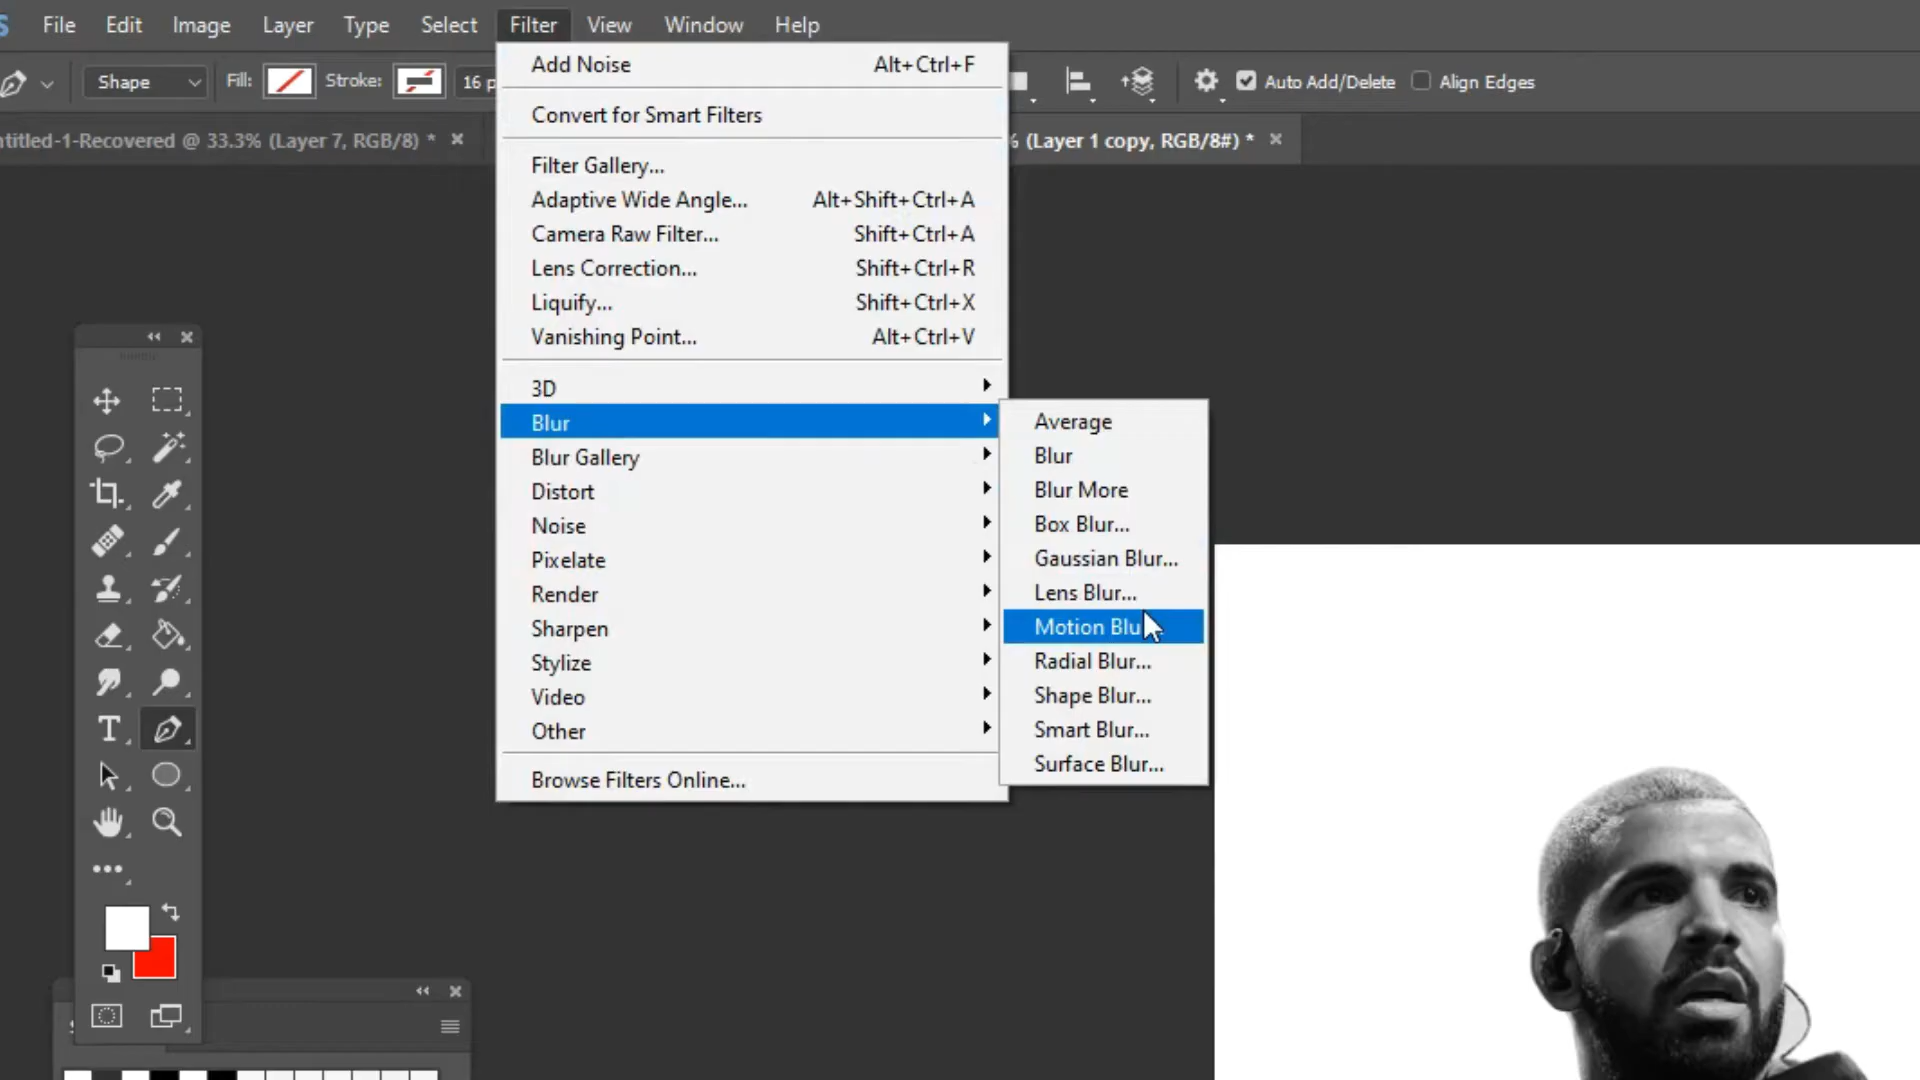 File Edit Image Layer Type Select Filter View Window Help
Shape Fill: Stroke: 16 p Auto Add/Delete Align Edges
ntitled-1-Recovered @ 33.3% (Layer 7, RGB/8) * % (Layer 1 copy, RGB/8#) *
Add Noise Alt+Ctrl+F
Convert for Smart Filters
Filter Gallery...
Adaptive Wide Angle... Alt+Shift+Ctrl+A
Camera Raw Filter... Shift+Ctrl+A
Lens Correction... Shift+Ctrl+R
Liquify... Shift+Ctrl+X
Vanishing Point... Alt+Ctrl+V
3D
Blur
Blur Gallery
Distort
Noise
Pixelate
Render
Sharpen
Stylize
Video
Other
Browse Filters Online...
Average
Blur
Blur More
Box Blur...
Gaussian Blur...
Lens Blur...
Motion Blu
Radial Blur...
Shape Blur...
Smart Blur...
Surface Blur...